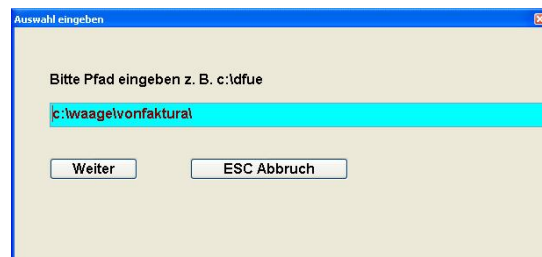 Auswahl eingeben
Bitte Pfad eingeben z. B. c:\dfue
c:\waage\vonfaktura\
Weiter
ESC Abbruch